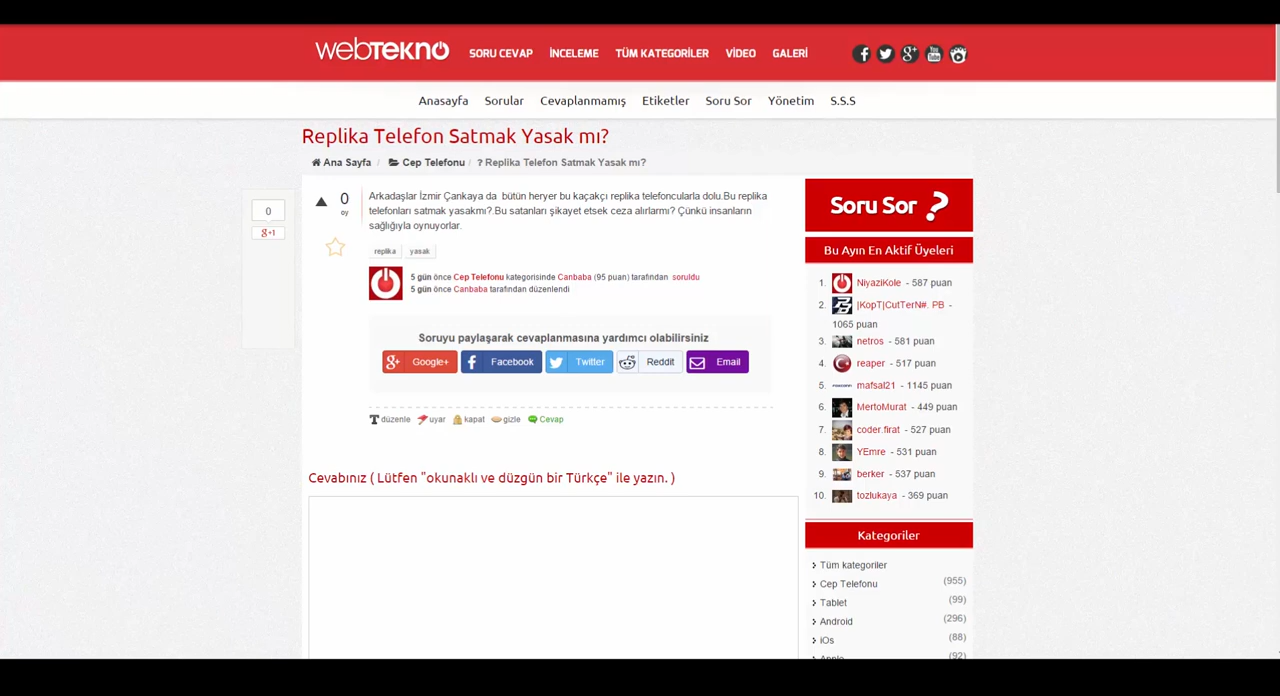 webTEKNO SORU CEVAP İNCELEME TÜM KATEGORİLER VİDEO GALERİ
Anasayfa Sorular Cevaplanmamış Etiketler Soru Sor Yönetim S.S.S
Replika Telefon Satmak Yasak mı?
Ana Sayfa / Cep Telefonu / ? Replika Telefon Satmak Yasak mı?
0
g+1
0
oy
Arkadaşlar İzmir Çankaya da bütün heryer bu kaçakçı replika telefoncularla dolu.Bu replika
telefonları satmak yasakmı?.Bu satanları şikayet etsek ceza alırlarmı? Çünkü insanların
sağlığıyla oynuyorlar.
replika yasak
5 gün önce Cep Telefonu kategorisinde Canbaba (95 puan) tarafından soruldu
5 gün önce Canbaba tarafından düzenlendi
Soruyu paylaşarak cevaplanmasına yardımcı olabilirsiniz
Google+ Facebook Twitter Reddit Email
düzenle uyar kapat gizle Cevap
Cevabınız ( Lütfen "okunaklı ve düzgün bir Türkçe" ile yazın. )
Soru Sor ?
Bu Ayın En Aktif Üyeleri
1. NiyaziKole - 587 puan
2. |KopT|CutTerN#. PB -
1065 puan
3. netros - 581 puan
4. reaper - 517 puan
5. mafsal21 - 1145 puan
6. MertoMurat - 449 puan
7. coder.firat - 527 puan
8. YEmre - 531 puan
9. berker - 537 puan
10. tozlukaya - 369 puan
Kategoriler
Tüm kategoriler
Cep Telefonu (955)
Tablet (99)
Android (296)
iOs (88)
Apple (92)